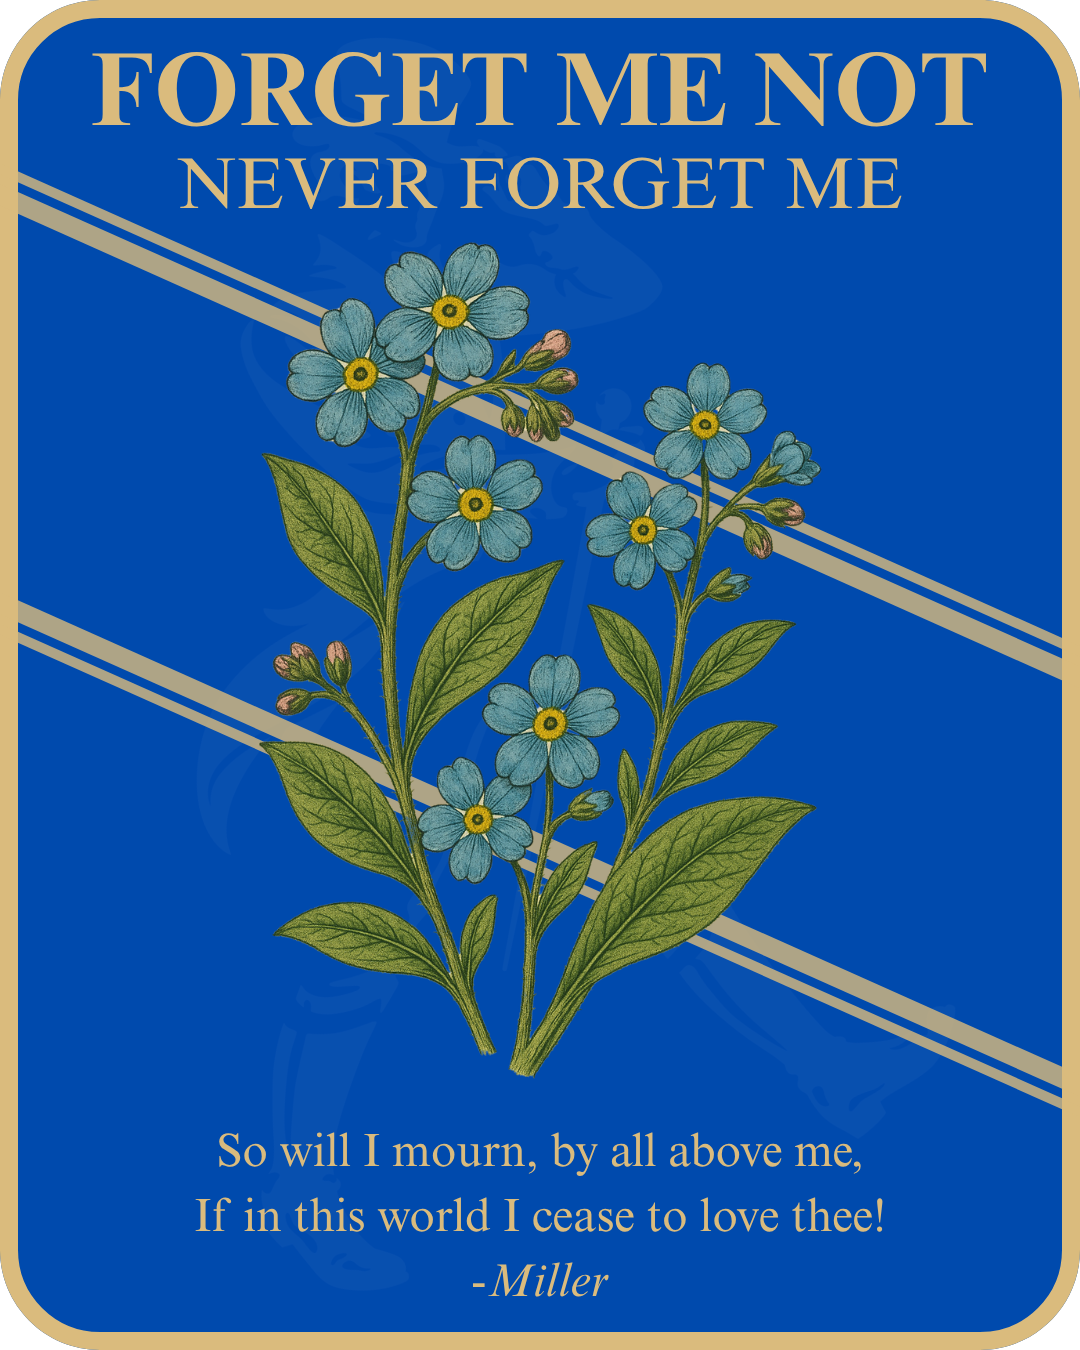 FORGET ME NOT
NEVER FORGET ME
So will I mourn, by all above me,
If in this world I cease to love thee!
-Miller